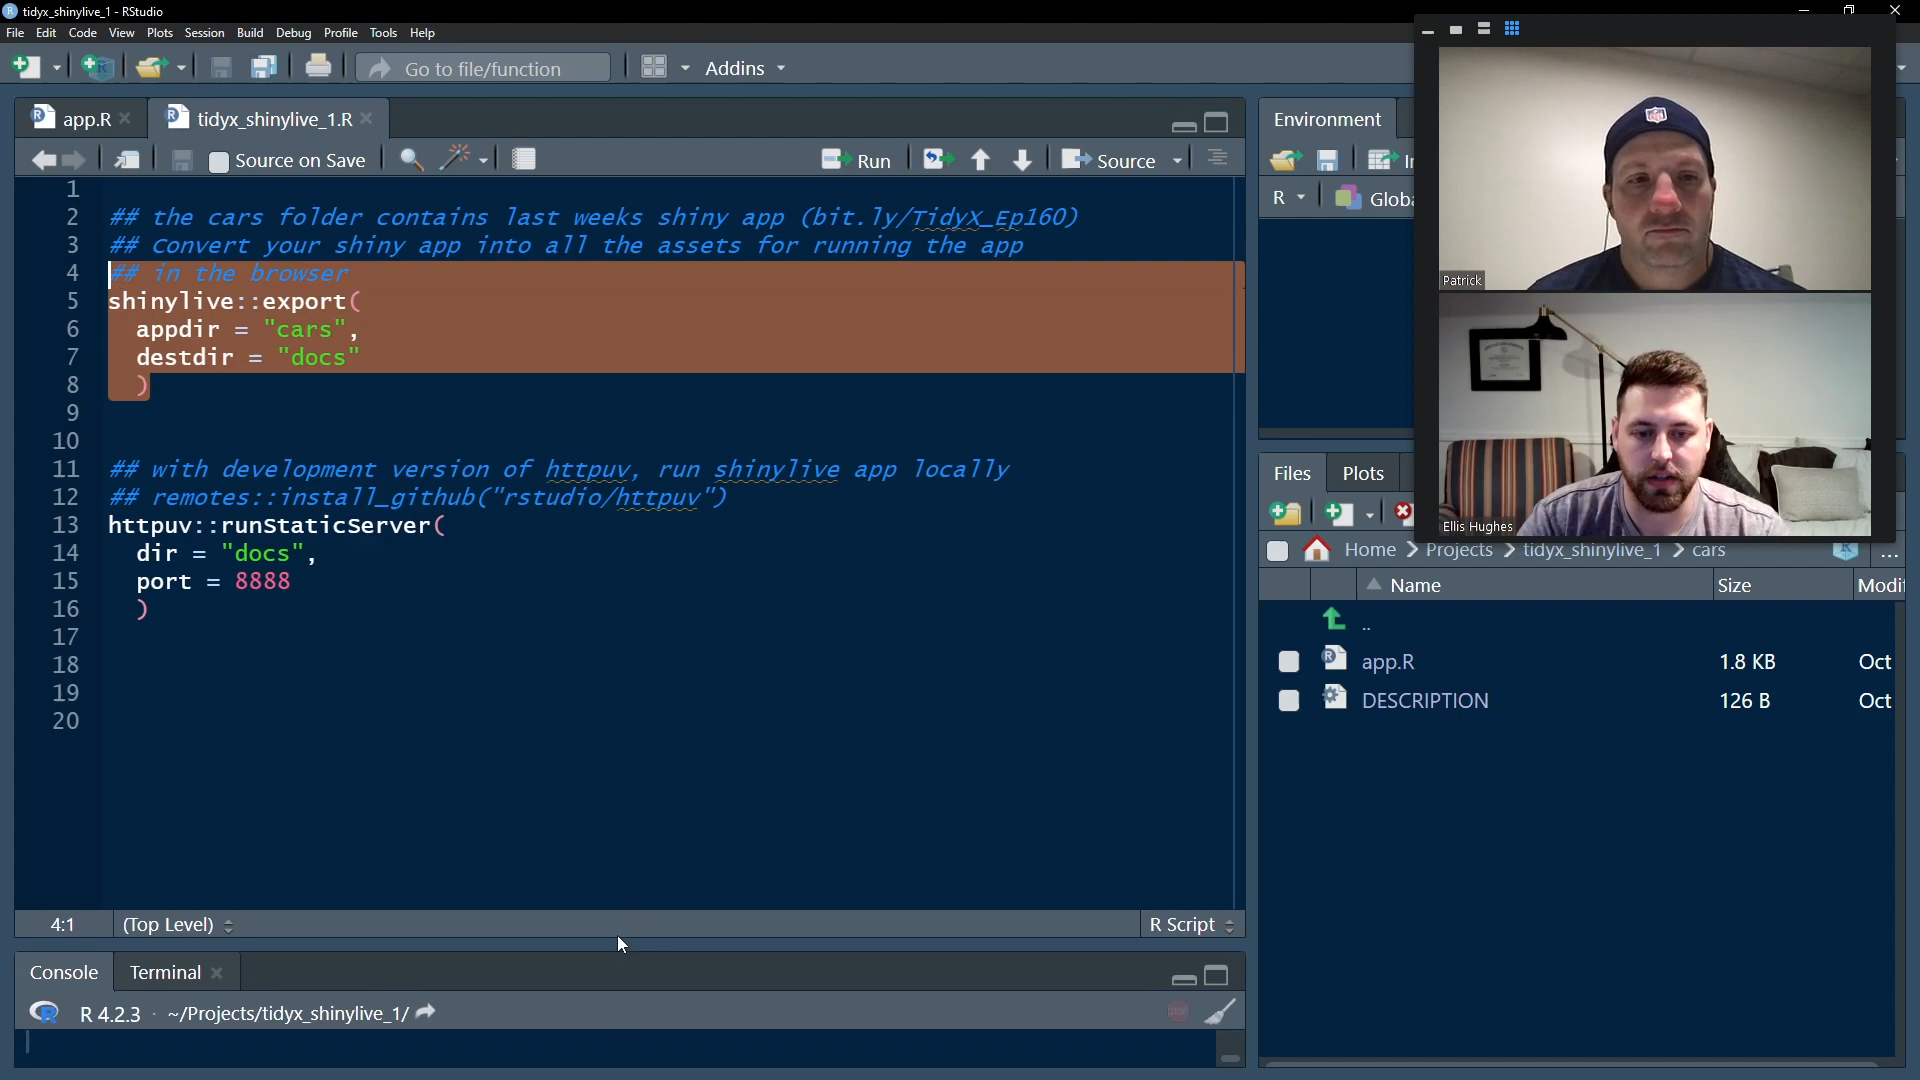 tidyx_shinylive_1 - RStudio
File Edit Code View Plots Session Build Debug Profile Tools Help
Go to file/function
Addins
app.R
tidyx_shinylive_1.R
Source on Save
Run
Source
1
2 ## the cars folder contains last weeks shiny app (bit.ly/TidyX_Ep160)
3 ## Convert your shiny app into all the assets for running the app
4 ## in the browser
5 shinylive::export(
6 appdir = "cars",
7 destdir = "docs"
8 )
9
10
11 ## with development version of httpuv, run shinylive app locally
12 ## remotes::install_github("rstudio/httpuv")
13 httpuv::runStaticServer(
14 dir = "docs",
15 port = 8888
16 )
17
18
19
20
4:1 (Top Level) R Script
Console Terminal
R 4.2.3 · ~/Projects/tidyx_shinylive_1/
Environment
R Globa
Patrick
Ellis Hughes
Files Plots
Home Projects tidyx_shinylive_1 cars ...
Name Size Modi
..
app.R 1.8 KB Oct
DESCRIPTION 126 B Oct